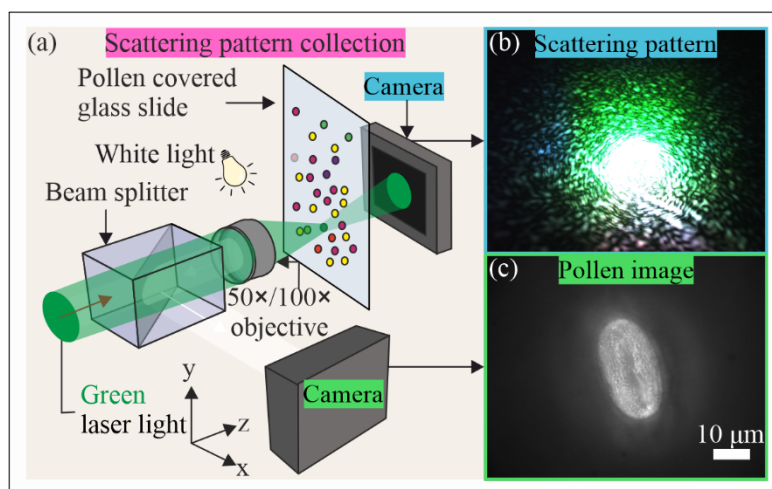 (a)
Scattering pattern collection
Pollen covered
glass slide
Camera
White light
Beam splitter
50×/100×
objective
Green
laser light
Camera
y
z
x
(b)
Scattering pattern
(c)
Pollen image
10 μm